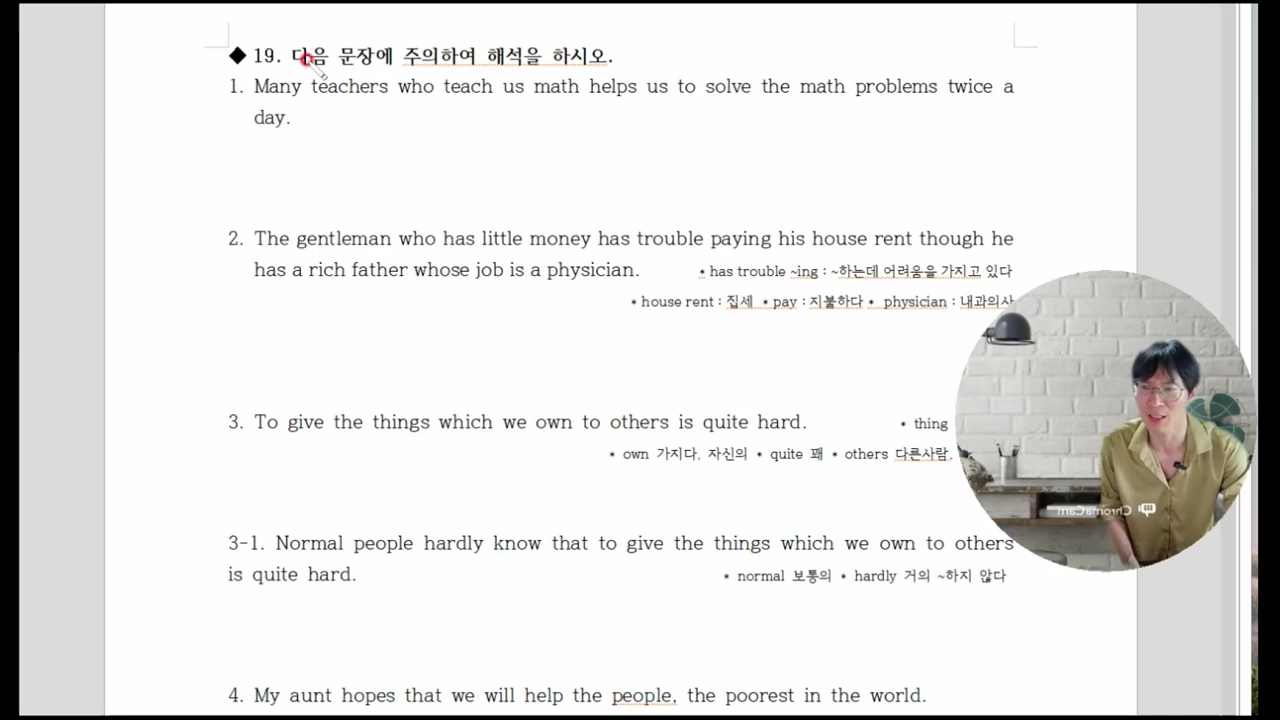 ◆ 19. 다음 문장에 주의하여 해석을 하시오.
1. Many teachers who teach us math helps us to solve the math problems twice a
day.
2. The gentleman who has little money has trouble paying his house rent though he
has a rich father whose job is a physician. * has trouble ~ing : ~하는데 어려움을 가지고 있다
* house rent : 집세 * pay : 지불하다 * physician : 내과의사
3. To give the things which we own to others is quite hard. * thing
* own 가지다, 자신의 * quite 꽤 * others 다른사람,
3-1. Normal people hardly know that to give the things which we own to others
is quite hard. * normal 보통의 * hardly 거의 ~하지 않다
4. My aunt hopes that we will help the people, the poorest in the world.
ChromaCam